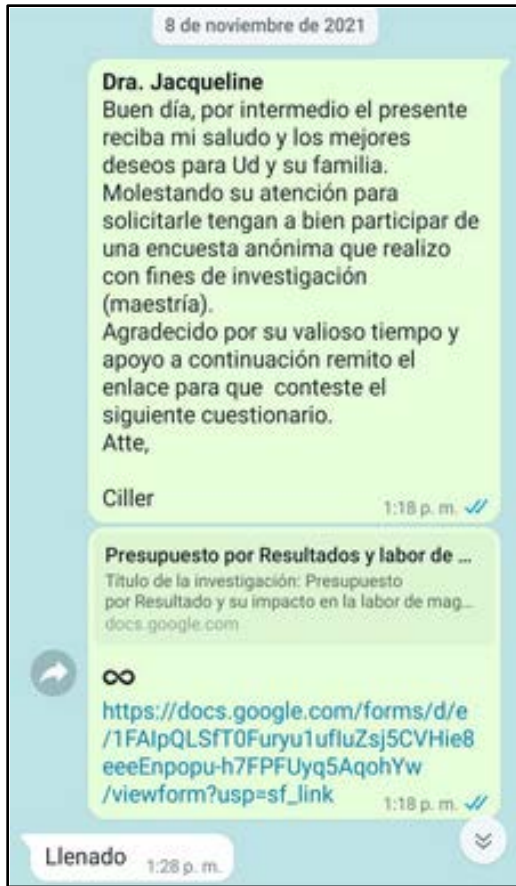 8 de noviembre de 2021
Dra. Jacqueline
Buen día, por intermedio el presente
reciba mi saludo y los mejores
deseos para Ud y su familia.
Molestando su atención para
solicitarle tengan a bien participar de
una encuesta anónima que realizo
con fines de investigación
(maestría).
Agradecido por su valioso tiempo y
apoyo a continuación remito el
enlace para que conteste el
siguiente cuestionario.
Atte,
Ciller
1:18 p. m.
Presupuesto por Resultados y labor de ...
Título de la investigación: Presupuesto
por Resultado y su impacto en la labor de mag...
docs.google.com
∞
https://docs.google.com/forms/d/e
/1FAIpQLSfT0Furyu1ufIuZsj5CVHie8
eeeEnpopu-h7FPFUyq5AqohYw
/viewform?usp=sf_link
1:18 p. m.
Llenado 1:28 p. m.